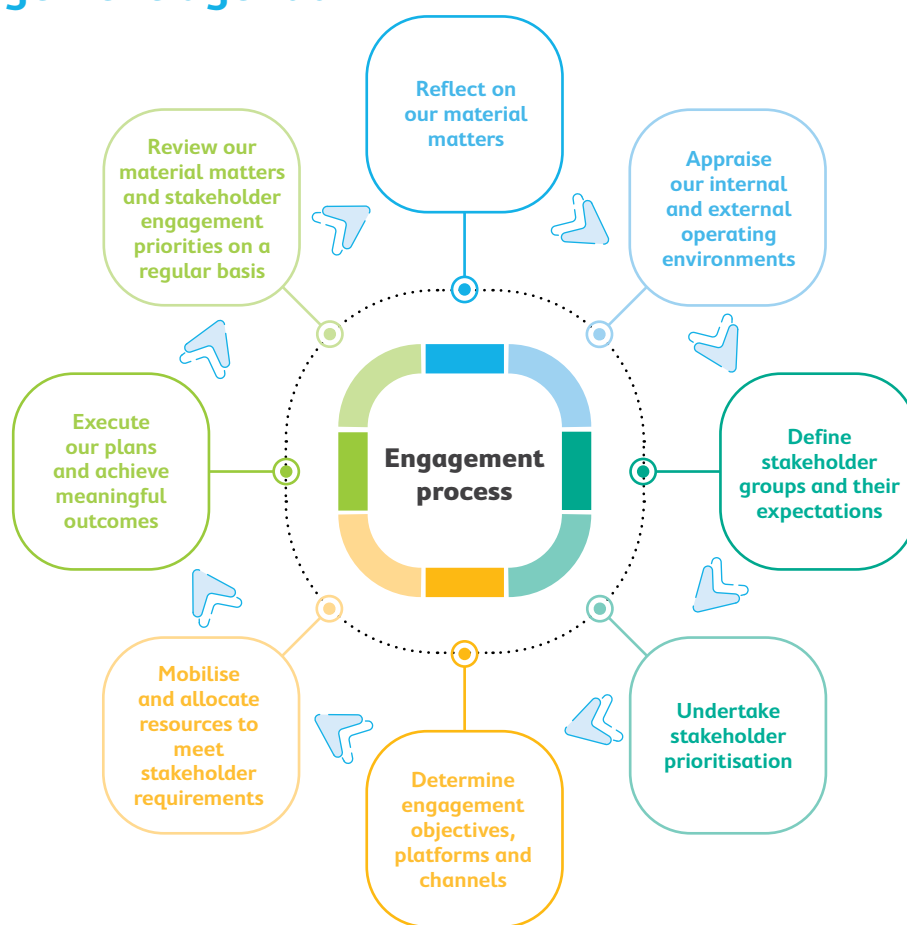 Reflect on
our material
matters
Appraise
our internal
and external
operating
environments
Define
stakeholder
groups and their
expectations
Undertake
stakeholder
prioritisation
Determine
engagement
objectives,
platforms and
channels
Mobilise
and allocate
resources to
meet
stakeholder
requirements
Execute
our plans
and achieve
meaningful
outcomes
Review our
material matters
and stakeholder
engagement
priorities on a
regular basis
Engagement
process